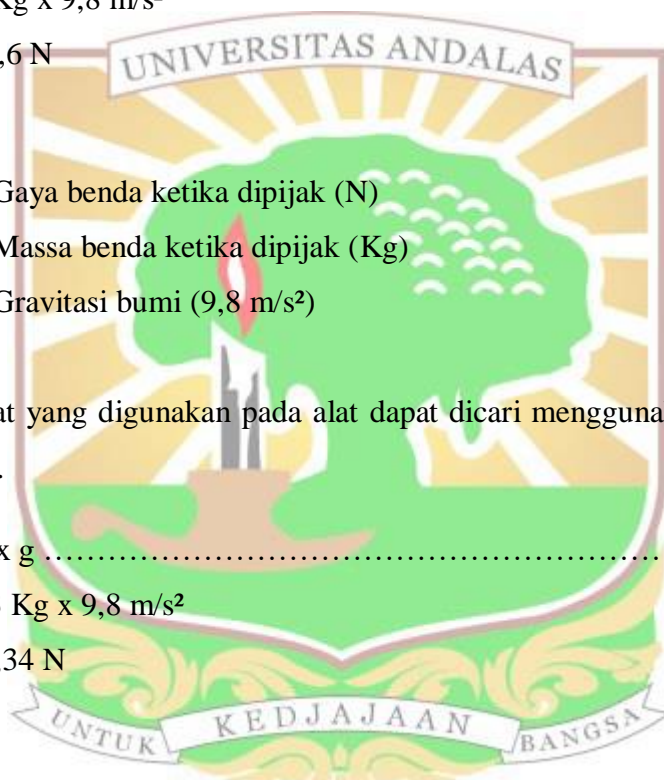 Kg x 9,8 m/s²
,6 N
UNIVERSITAS ANDALAS
Gaya benda ketika dipijak (N)
Massa benda ketika dipijak (Kg)
Gravitasi bumi (9,8 m/s²)
at yang digunakan pada alat dapat dicari mengguna
.
x g ……………………………………………………
Kg x 9,8 m/s²
,34 N
UNTUK KEDJAJAAN BANGSA